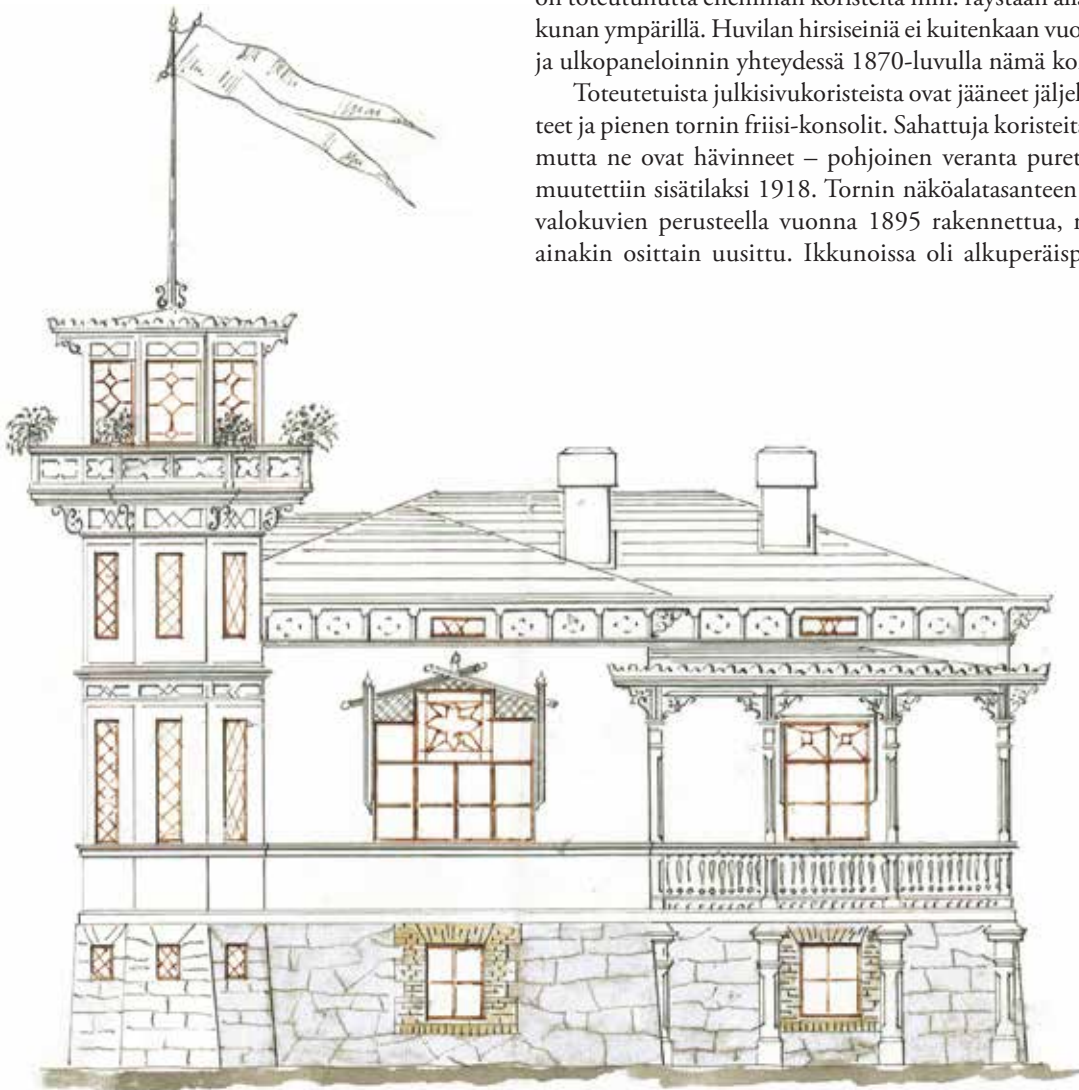 on toteutunutta enemmän koristeita mm. räystään alla
kunan ympärillä. Huvilan hirsiseiniä ei kuitenkaan vuo
ja ulkopaneloinnin yhteydessä 1870-luvulla nämä ko
Toteutetuista julkisivukoristeista ovat jääneet jäljel
teet ja pienen tornin friisi-konsolit. Sahattuja koristeit
mutta ne ovat hävinneet – pohjoinen veranta puret
muutettiin sisätilaksi 1918. Tornin näköalatasanteen
valokuvien perusteella vuonna 1895 rakennettua,
ainakin osittain uusittu. Ikkunoissa oli alkuperäisp